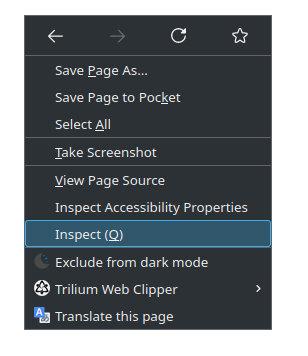 Save Page As...
Save Page to Pocket
Select All
Take Screenshot
View Page Source
Inspect Accessibility Properties
Inspect (Q)
Exclude from dark mode
Trilium Web Clipper
Translate this page